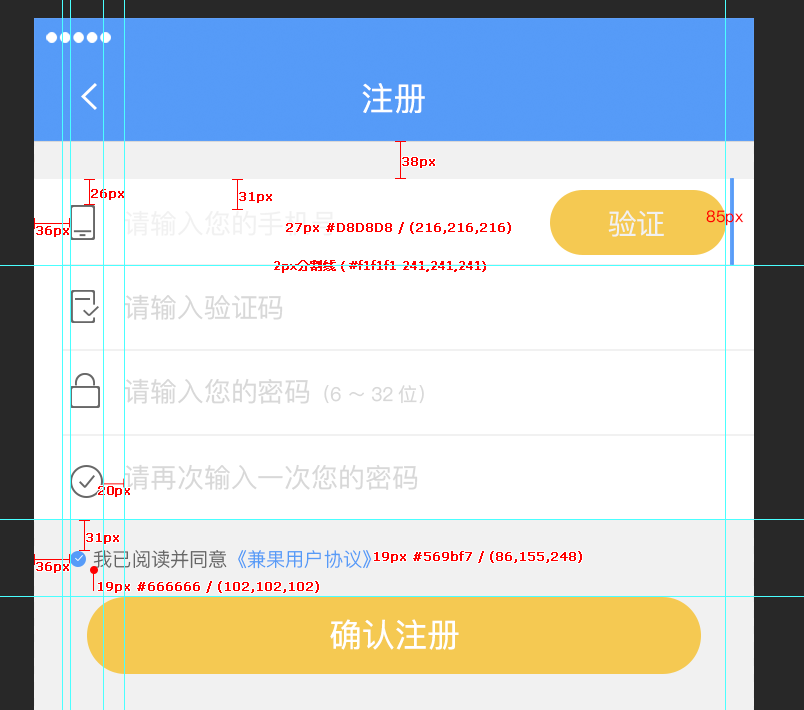 注册
38px
26px
31px
36px
请输入您的手机号
27px #D8D8D8 / (216,216,216)
验证
85px
2px分割线 ( #f1f1f1 241,241,241)
请输入验证码
请输入您的密码 (6 ～ 32 位)
请再次输入一次您的密码
20px
31px
36px
我已阅读并同意《兼果用户协议》
19px #569bf7 / (86,155,248)
19px #666666 / (102,102,102)
确认注册